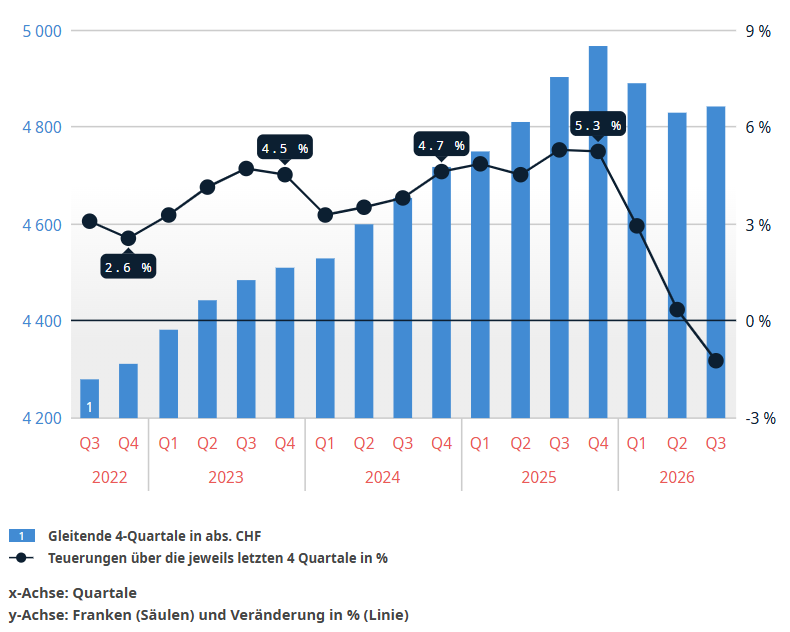 5 000 9 %
4.7 % 5.3 %
4.5 %
4 800 6 %
4 600 3 %
2.6 %
4 400 0 %
1
4 200 -3 %
Q3 Q4 Q1 Q2 Q3 Q4 Q1 Q2 Q3 Q4 Q1 Q2 Q3 Q4 Q1 Q2 Q3
2022 2023 2024 2025 2026
1 Gleitende 4-Quartale in abs. CHF
Teuerungen über die jeweils letzten 4 Quartale in %
x-Achse: Quartale
y-Achse: Franken (Säulen) und Veränderung in % (Linie)